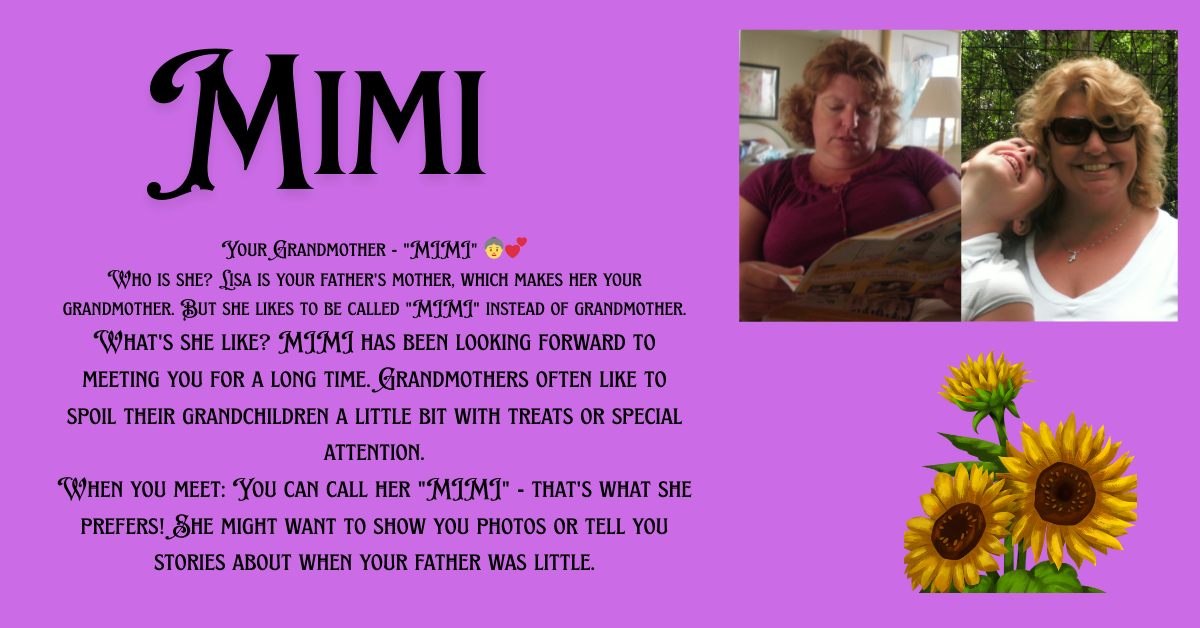 Mimi
Your Grandmother - "MIMI" 👵💕
Who is she? Lisa is your father's mother, which makes her your
grandmother. But she likes to be called "MIMI" instead of grandmother.
What's she like? MIMI has been looking forward to
meeting you for a long time. Grandmothers often like to
spoil their grandchildren a little bit with treats or special
attention.
When you meet: You can call her "MIMI" - that's what she
prefers! She might want to show you photos or tell you
stories about when your father was little.